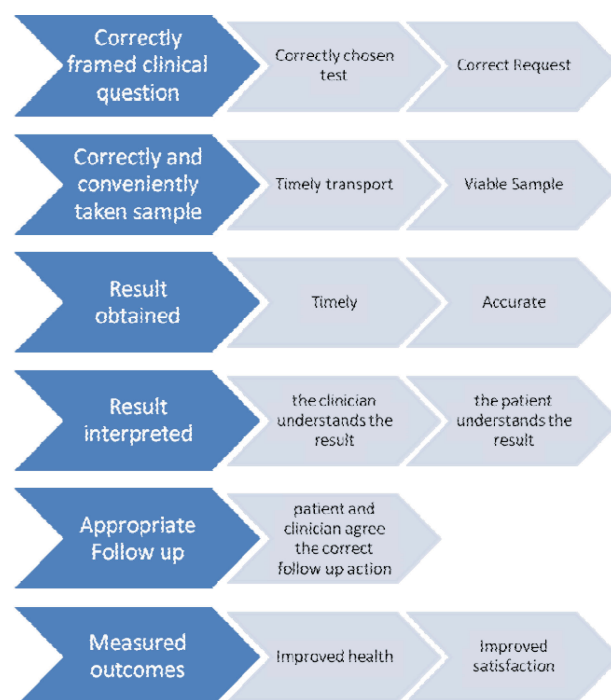 Correctly
framed clinical
question
Correctly chosen
test
Correct Request
Correctly and
conveniently
taken sample
Timely transport
Viable Sample
Result
obtained
Timely
Accurate
Result
interpreted
the clinician
understands the
result
the patient
understands the
result
Appropriate
Follow up
patient and
clinician agree
the correct
follow up action
Measured
outcomes
Improved health
Improved
satisfaction